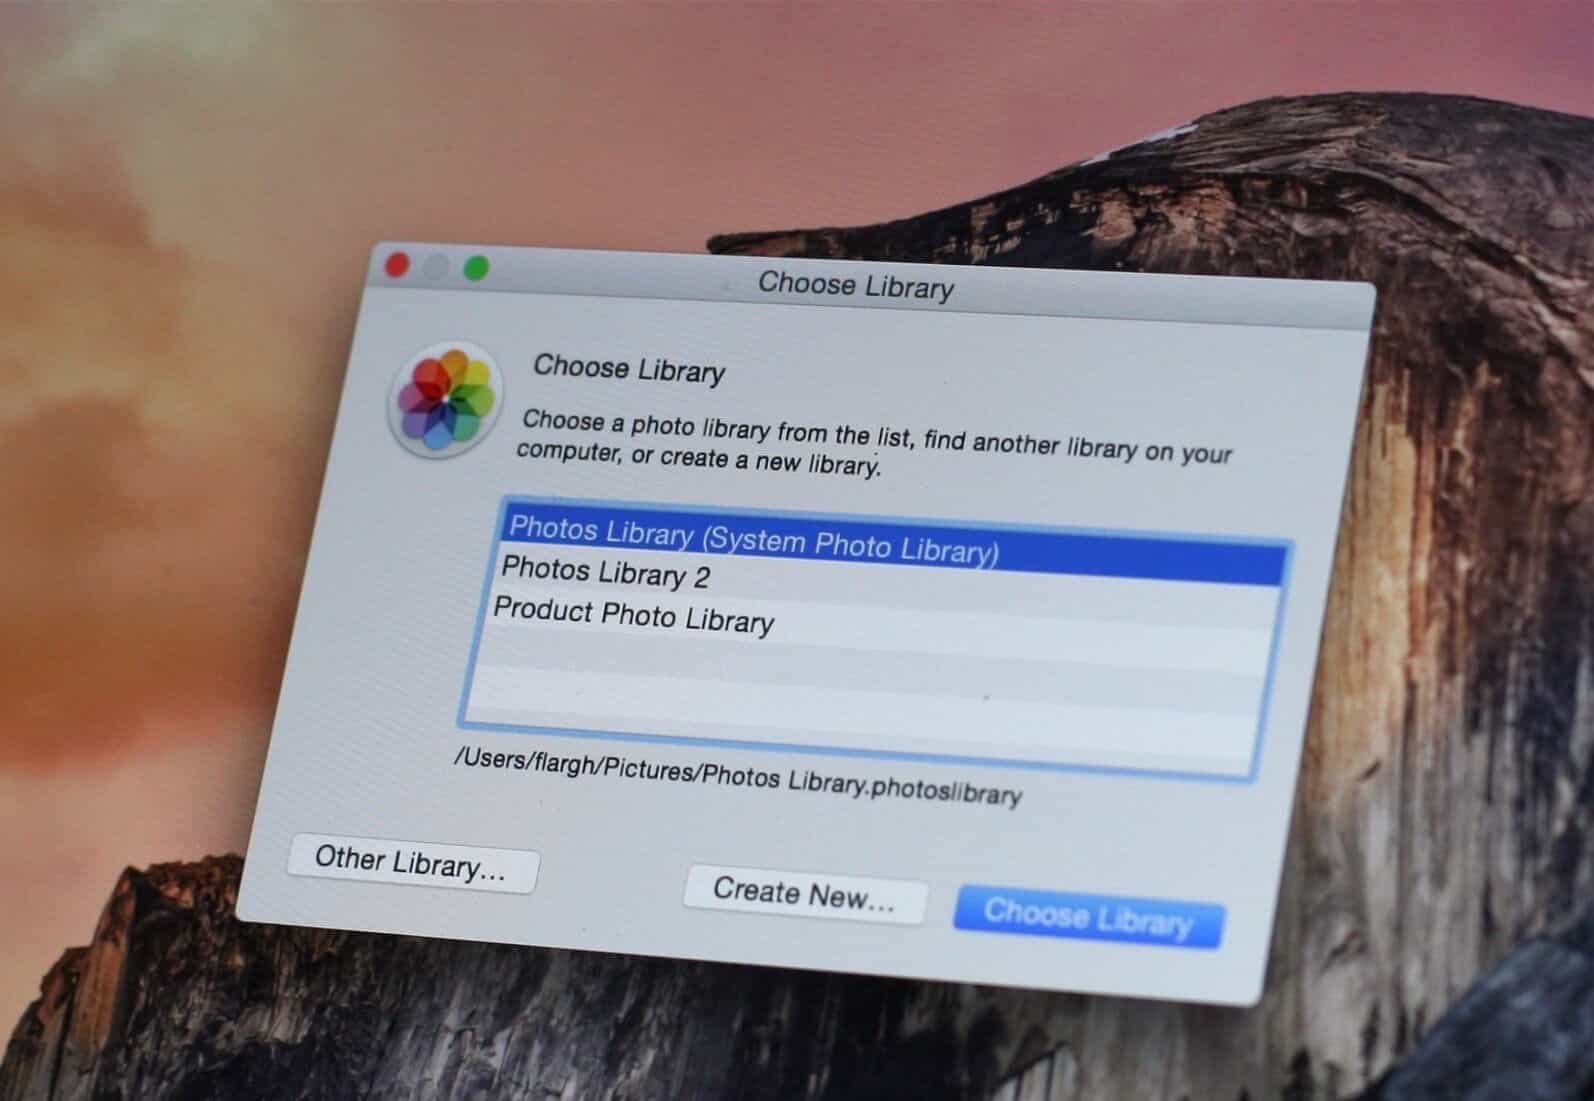 Choose Library
Choose Library
Choose a photo library from the list, find another library on your
computer, or create a new library.
Photos Library (System Photo Library)
Photos Library 2
Product Photo Library
/Users/flargh/Pictures/Photos Library.photoslibrary
Other Library...
Create New...
Choose Library